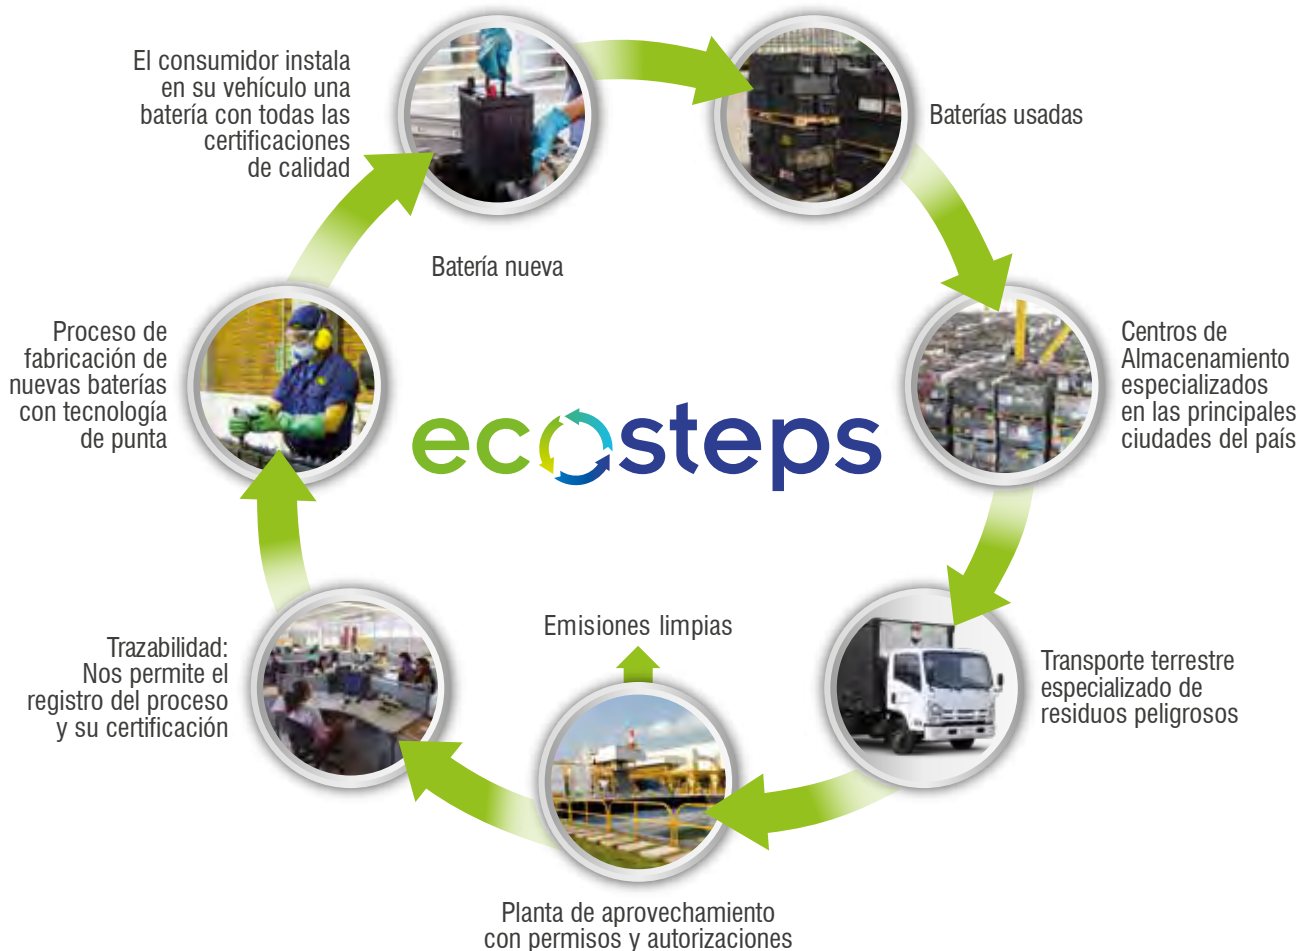 El consumidor instala
en su vehículo una
batería con todas las
certificaciones
de calidad
Batería nueva
Baterías usadas
Centros de
Almacenamiento
especializados
en las principales
ciudades del país
Transporte terrestre
especializado de
residuos peligrosos
Emisiones limpias
Planta de aprovechamiento
con permisos y autorizaciones
Trazabilidad:
Nos permite el
registro del proceso
y su certificación
Proceso de
fabricación de
nuevas baterías
con tecnología
de punta
ecosteps